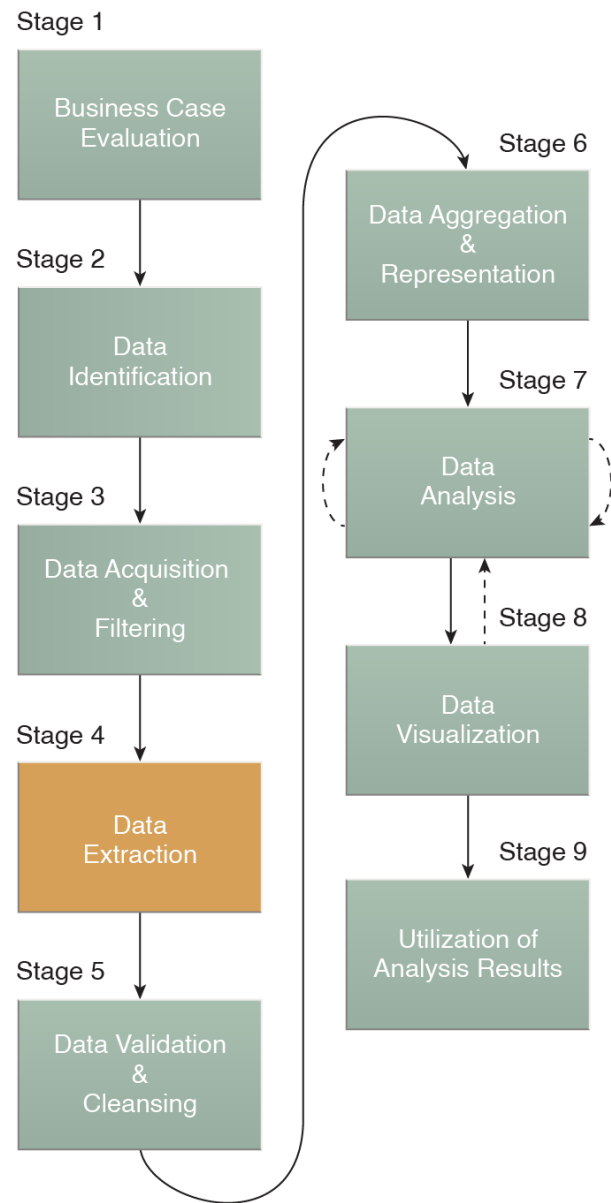 Stage 1
Business Case
Evaluation
Stage 2
Data
Identification
Stage 3
Data Acquisition
&
Filtering
Stage 4
Data
Extraction
Stage 5
Data Validation
&
Cleansing
Stage 6
Data Aggregation
&
Representation
Stage 7
Data
Analysis
Stage 8
Data
Visualization
Stage 9
Utilization of
Analysis Results